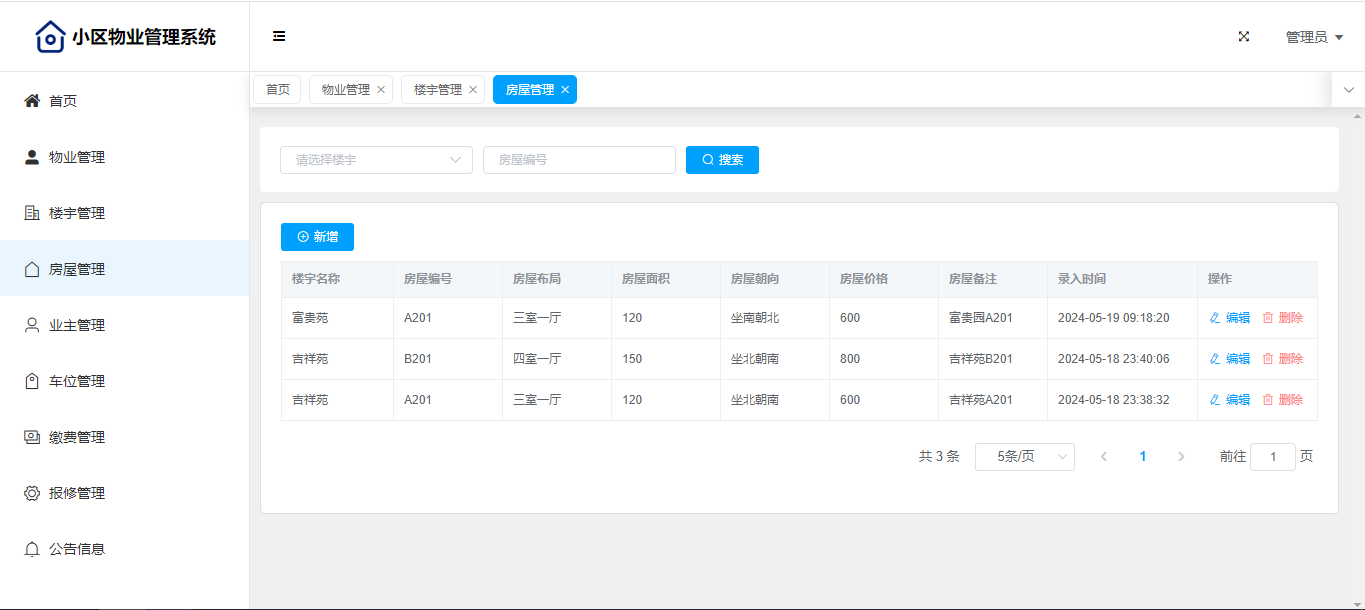 小区物业管理系统
管理员
首页
物业管理
楼宇管理
房屋管理
业主管理
车位管理
缴费管理
报修管理
公告信息
首页 物业管理 楼宇管理 房屋管理
请选择楼宇 房屋编号 搜索
新增
楼宇名称 房屋编号 房屋布局 房屋面积 房屋朝向 房屋价格 房屋备注 录入时间 操作
富贵苑 A201 三室一厅 120 坐南朝北 600 富贵园A201 2024-05-19 09:18:20 编辑 删除
吉祥苑 B201 四室一厅 150 坐北朝南 800 吉祥苑B201 2024-05-18 23:40:06 编辑 删除
吉祥苑 A201 三室一厅 120 坐北朝南 600 吉祥苑A201 2024-05-18 23:38:32 编辑 删除
共 3 条 5条/页 1 前往 1 页